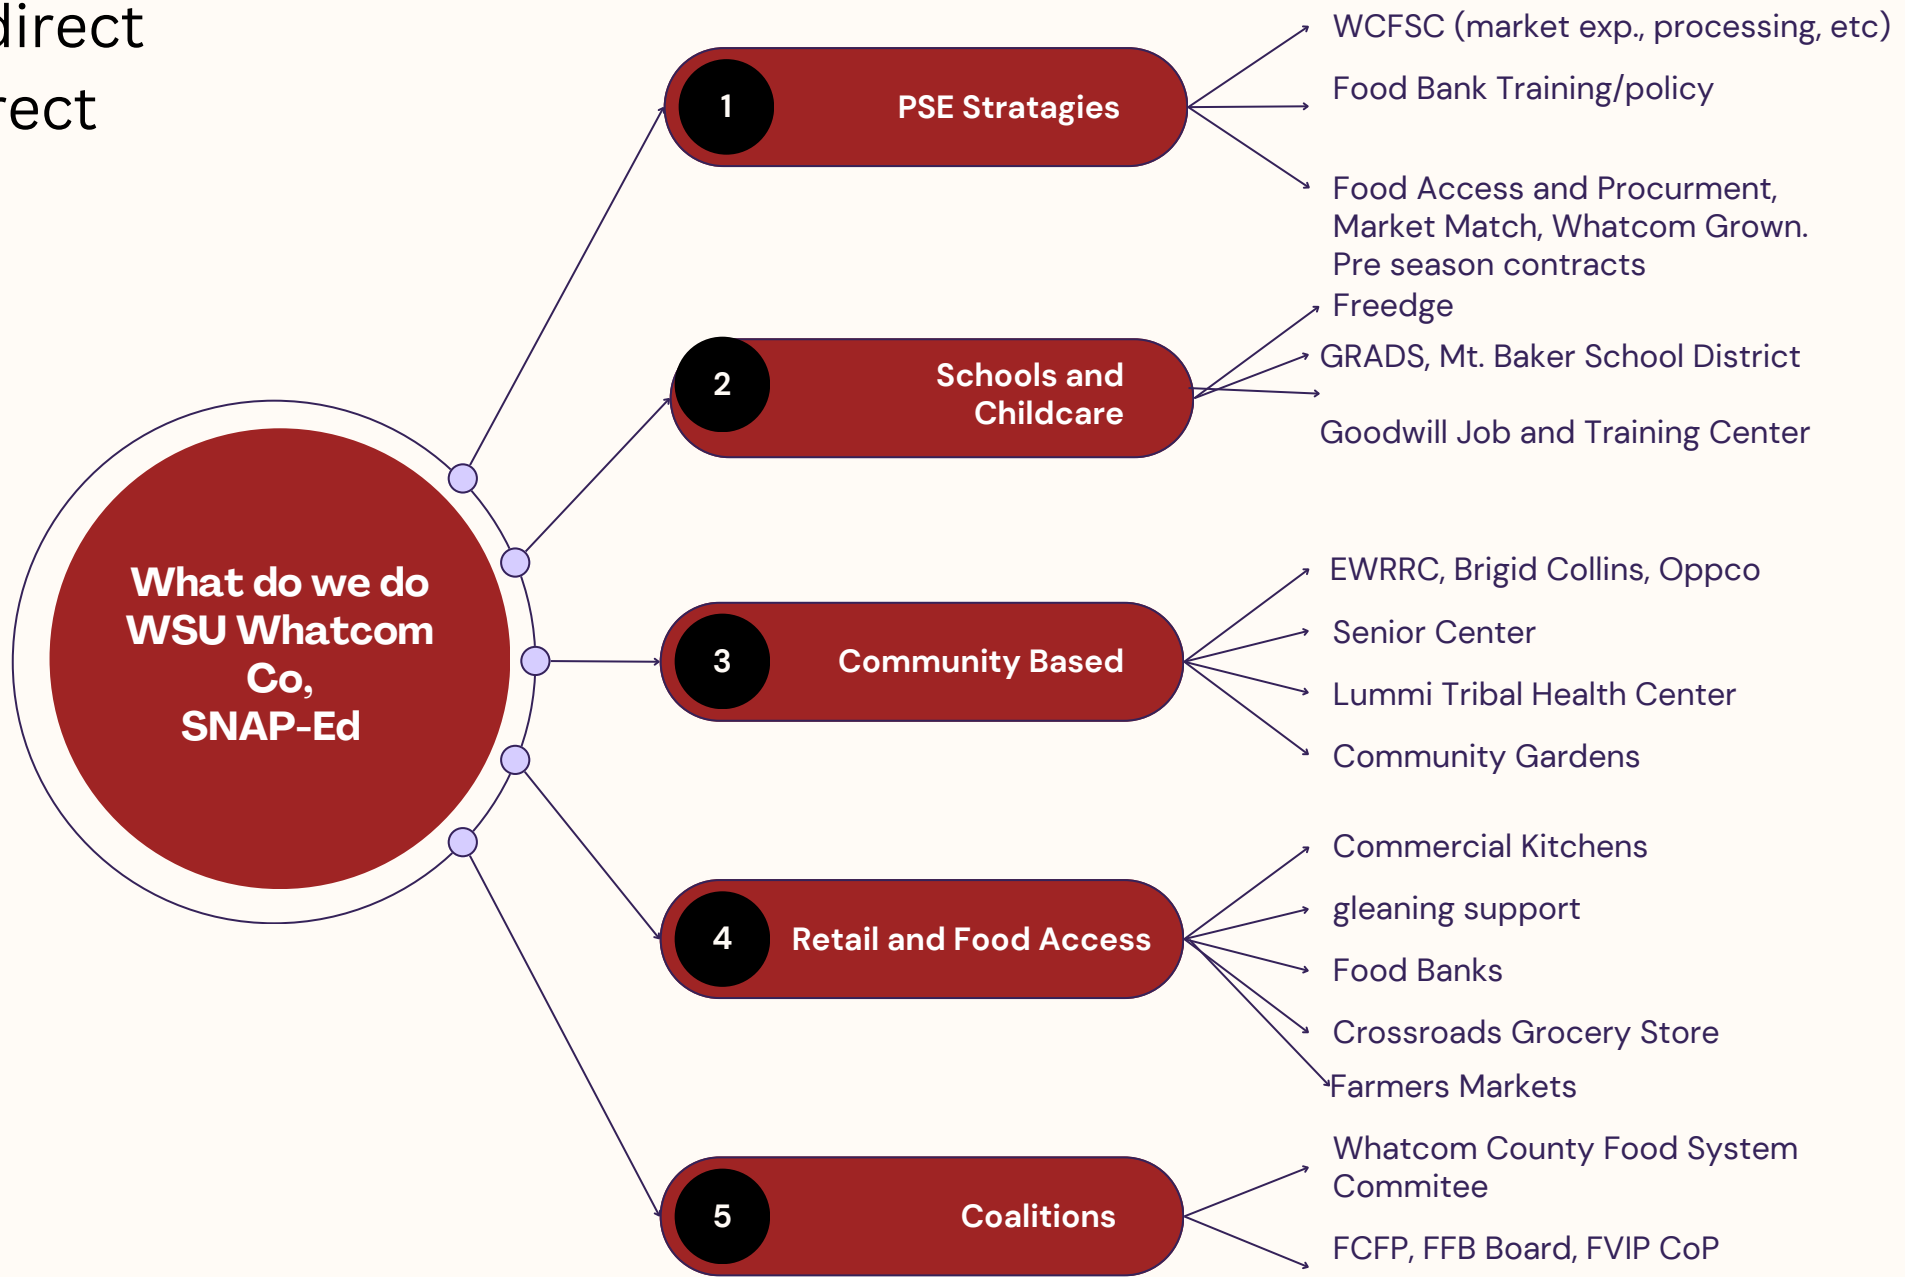 direct
rect
What do we do
WSU Whatcom
Co,
SNAP-Ed
1
PSE Stratagies
WCFSC (market exp., processing, etc)
Food Bank Training/policy
Food Access and Procurment,
Market Match, Whatcom Grown.
Pre season contracts
2
Schools and
Childcare
Freedge
GRADS, Mt. Baker School District
Goodwill Job and Training Center
3
Community Based
EWRRC, Brigid Collins, Oppco
Senior Center
Lummi Tribal Health Center
Community Gardens
4
Retail and Food Access
Commercial Kitchens
gleaning support
Food Banks
Crossroads Grocery Store
Farmers Markets
5
Coalitions
Whatcom County Food System
Commitee
FCFP, FFB Board, FVIP CoP